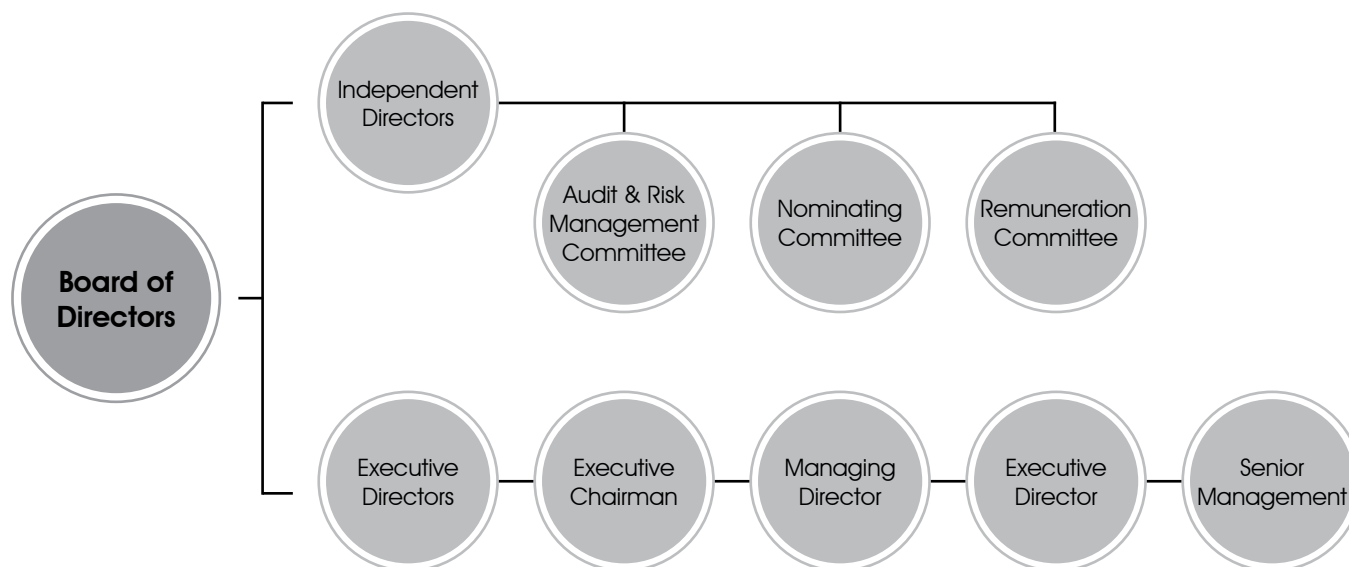 Independent
Directors
Audit & Risk
Management
Committee
Nominating
Committee
Remuneration
Committee
Board of
Directors
Executive
Directors
Executive
Chairman
Managing
Director
Executive
Director
Senior
Management